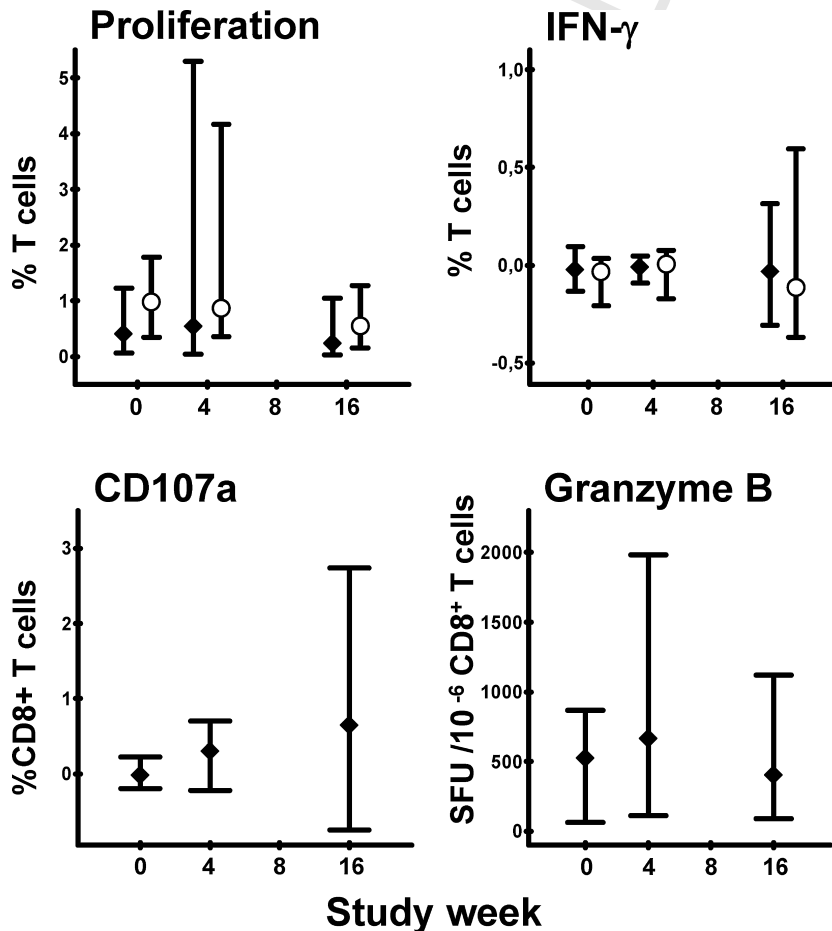 Proliferation
% T cells
5
4
3
2
1
0
0 4 8 16
IFN-γ
% T cells
1,0
0,5
0,0
-0,5
0 4 8 16
CD107a
%CD8+ T cells
3
2
1
0
0 4 8 16
Granzyme B
SFU /10⁻⁶ CD8⁺ T cells
2000
1500
1000
500
0
0 4 8 16
Study week